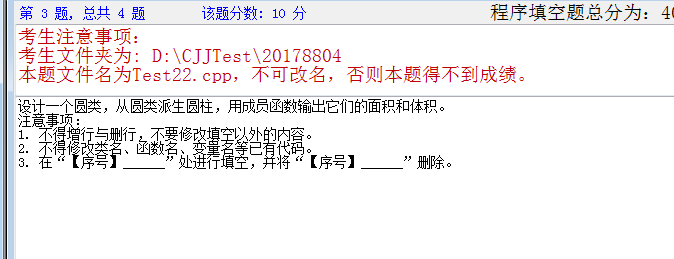 第 3 题, 总共 4 题 该题分数: 10 分 程序填空题总分为:
考生注意事项:
考生文件夹为: D:\CJJTest\20178804
本题文件名为Test22.cpp, 不可改名, 否则本题得不到成绩。
设计一个圆类, 从圆类派生圆柱, 用成员函数输出它们的面积和体积。
注意事项:
1. 不得增行与删行, 不要修改填空以外的内容。
2. 不得修改类名、函数名、变量名等已有代码。
3. 在“【序号】______”处进行填空, 并将“【序号】______”删除。